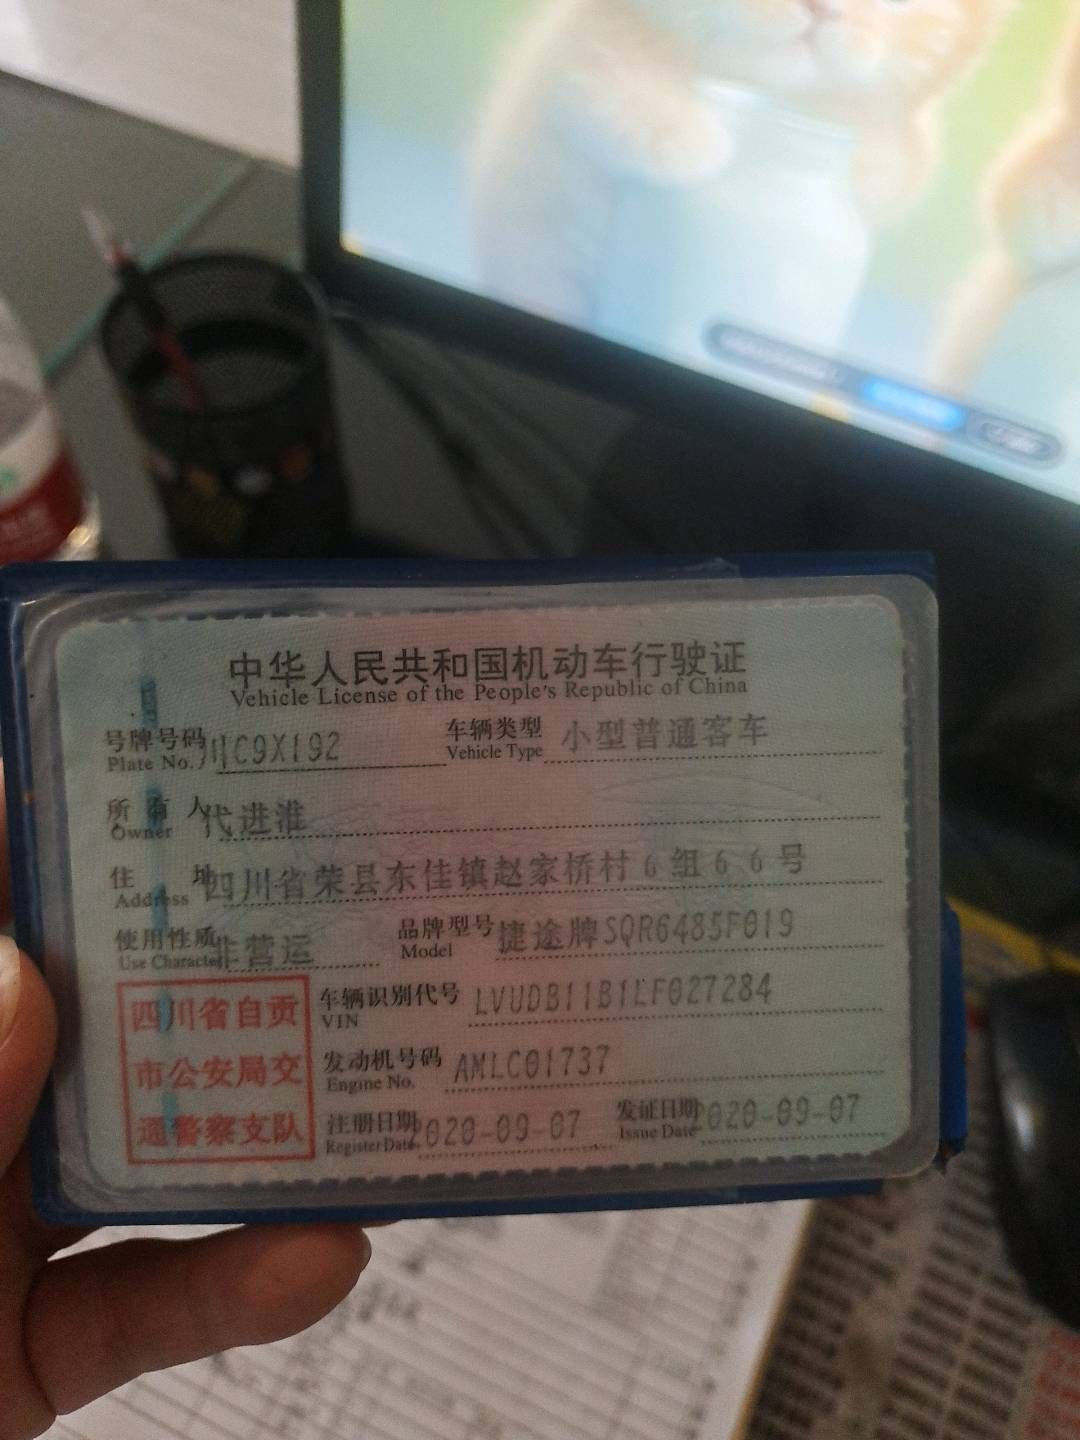 中华人民共和国机动车行驶证
Vehicle License of the People's Republic of China
号牌号码 川C9X192 车辆类型 小型普通客车
Plate No. Vehicle Type
所有人 代进淮
Owner
住址 四川省荣县东佳镇赵家桥村6组66号
Address
使用性质 非营运 品牌型号 捷途牌SQR6485F019
Use Character Model
四川省自贡
市公安局交
通警察支队
车辆识别代号 LVUDB11B1LF027284
VIN
发动机号码 AMLC01737
Engine No.
注册日期 2020-09-07 发证日期 2020-09-07
Register Date Issue Date